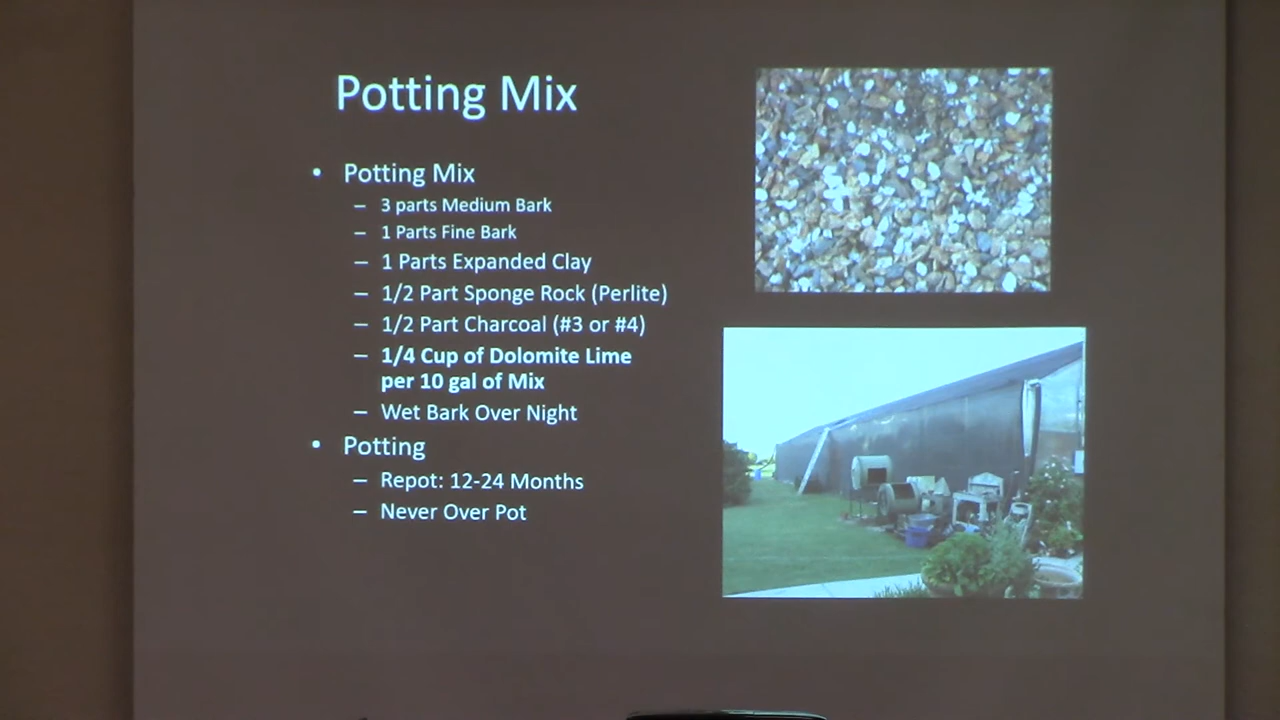 Potting Mix
• Potting Mix
– 3 parts Medium Bark
– 1 Parts Fine Bark
– 1 Parts Expanded Clay
– 1/2 Part Sponge Rock (Perlite)
– 1/2 Part Charcoal (#3 or #4)
– 1/4 Cup of Dolomite Lime
per 10 gal of Mix
– Wet Bark Over Night
• Potting
– Repot: 12-24 Months
– Never Over Pot